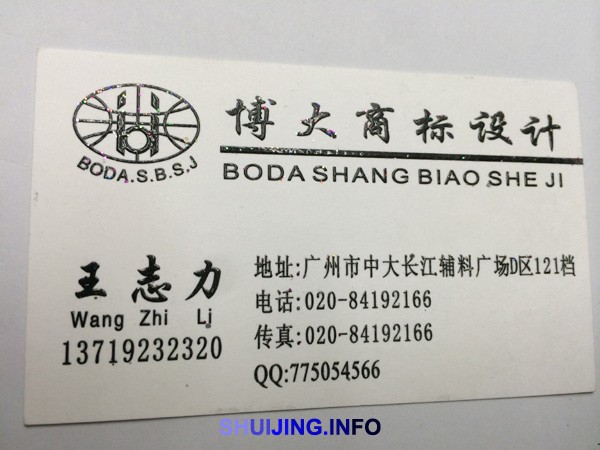 博大商标设计
BODA SHANG BIAO SHE JI
BODA.S.B.S.J
王志力
Wang Zhi Lj
13719232320
地址:广州市中大长江辅料广场D区121档
电话:020-84192166
传真:020-84192166
QQ:775054566
SHUIJING.INFO